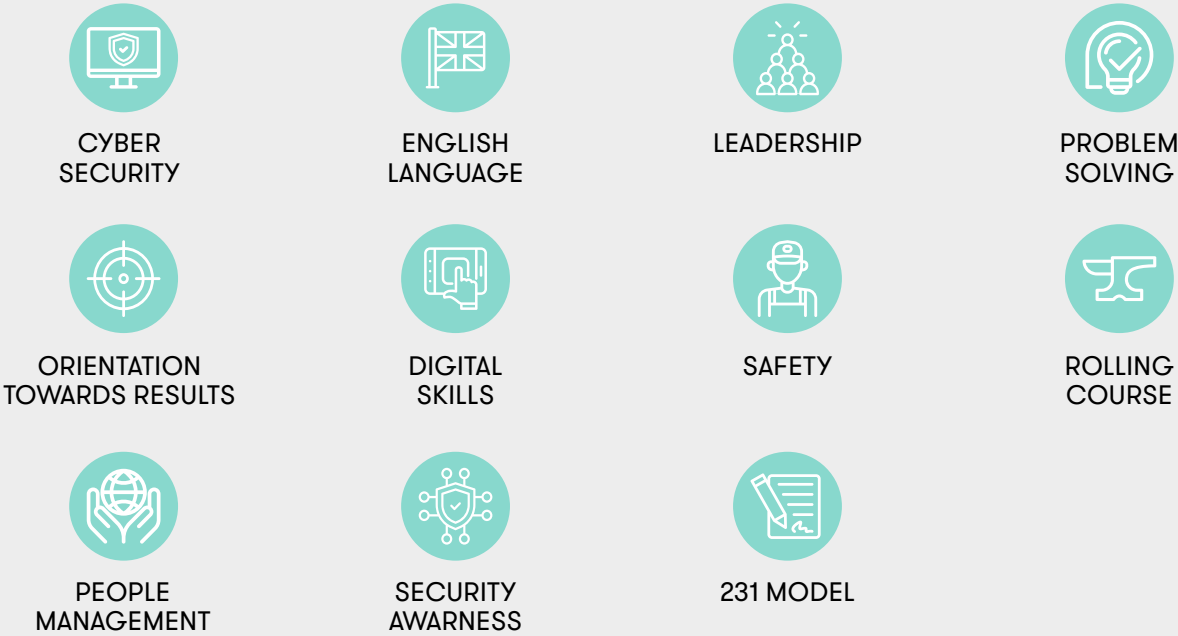 CYBER
SECURITY
ENGLISH
LANGUAGE
LEADERSHIP
PROBLEM
SOLVING
ORIENTATION
TOWARDS RESULTS
DIGITAL
SKILLS
SAFETY
ROLLING
COURSE
PEOPLE
MANAGEMENT
SECURITY
AWARNESS
231 MODEL